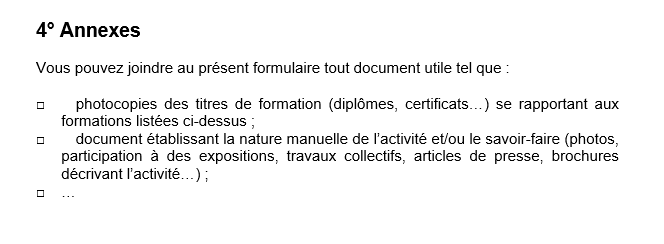 4° Annexes
Vous pouvez joindre au présent formulaire tout document utile tel que :
□ photocopies des titres de formation (diplômes, certificats…) se rapportant aux
formations listées ci-dessus ;
□ document établissant la nature manuelle de l’activité et/ou le savoir-faire (photos,
participation à des expositions, travaux collectifs, articles de presse, brochures
décrivant l’activité…) ;
□ …